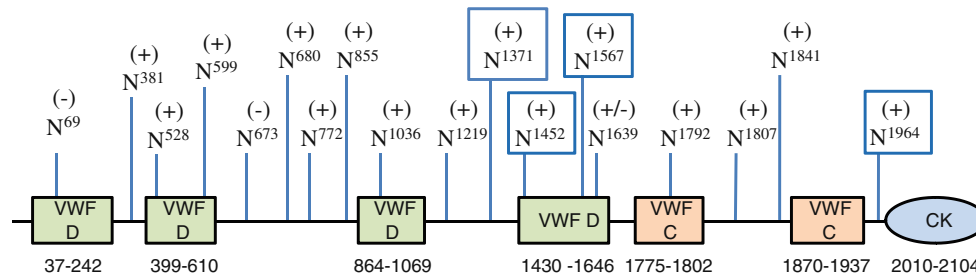 (+) (+) (+) (+) (+)
(+) (+) N³⁸¹ N⁵⁹⁹ N⁶⁸⁰ N⁸⁵⁵ N¹³⁷¹ N¹⁵⁶⁷ N¹⁸⁴¹
(-) (+) (-) (+) (+) (+) (+) (+/-) (+) (+) (+)
N⁶⁹ N⁵²⁸ N⁶⁷³ N⁷⁷² N¹⁰³⁶ N¹²¹⁹ N¹⁴⁵² N¹⁶³⁹ N¹⁷⁹² N¹⁸⁰⁷ N¹⁹⁶⁴
VWF D VWF D VWF D VWF D VWF C VWF C CK
37-242 399-610 864-1069 1430 -1646 1775-1802 1870-1937 2010-2104